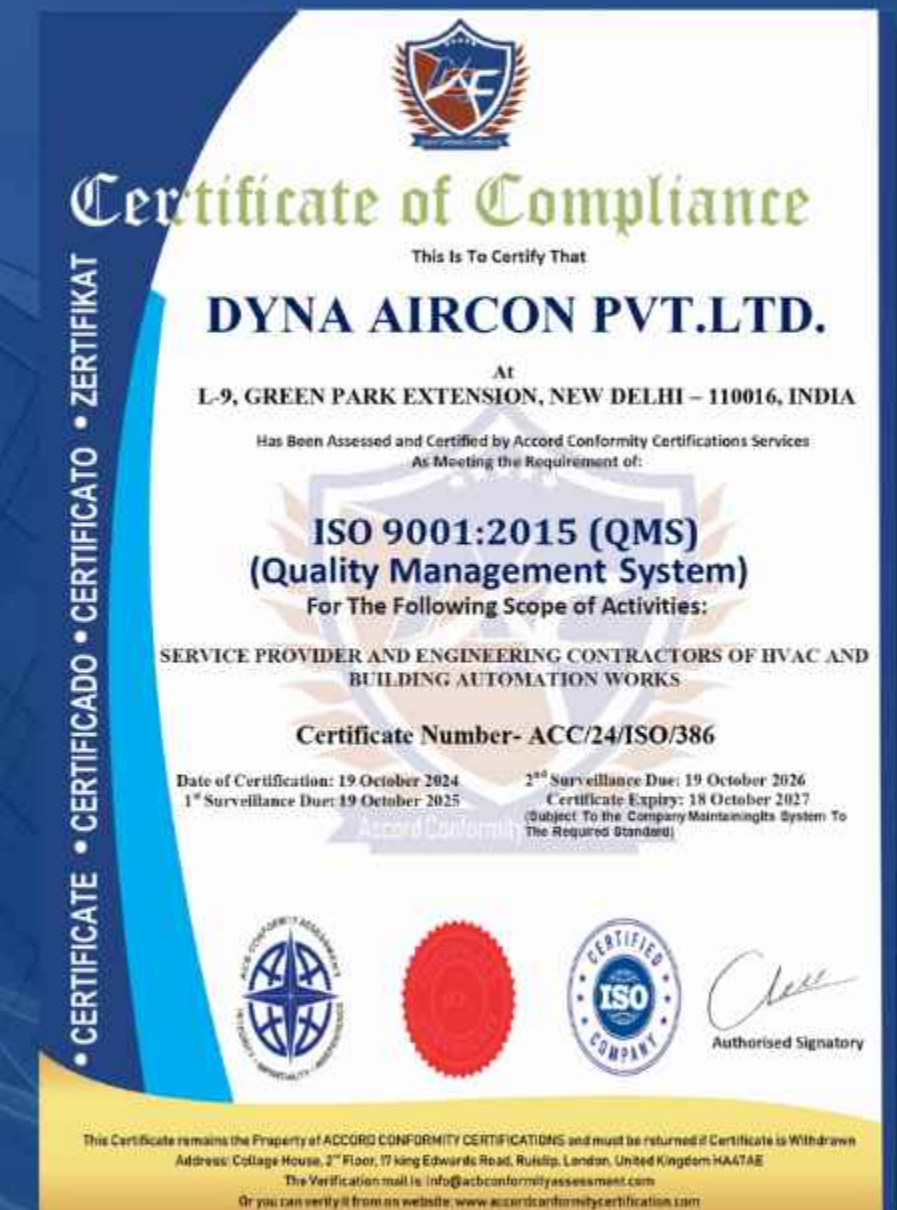 Certificate of Compliance
This Is To Certify That
DYNA AIRCON PVT.LTD.
At
L-9, GREEN PARK EXTENSION, NEW DELHI – 110016, INDIA
Has Been Assessed and Certified by Accord Conformity Certifications Services
As Meeting the Requirement of:
ISO 9001:2015 (QMS)
(Quality Management System)
For The Following Scope of Activities:
SERVICE PROVIDER AND ENGINEERING CONTRACTORS OF HVAC AND
BUILDING AUTOMATION WORKS
Certificate Number- ACC/24/ISO/386
Date of Certification: 19 October 2024
1st Surveillance Due: 19 October 2025
2nd Surveillance Due: 19 October 2026
Certificate Expiry: 18 October 2027
(Subject To the Company MaintainingIts System To
The Required Standard)
Accord Conformity
• CERTIFICATE • CERTIFICADO • CERTIFICATO • ZERTIFIKAT
ACB CONFORMITY ASSESSMENT
INTEGRITY - IMPARTIALITY - INDEPENDENCE
CERTIFIED
ISO
COMPANY
Authorised Signatory
This Certificate remains the Property of ACCORD CONFORMITY CERTIFICATIONS and must be returned if Certificate is Withdrawn
Address: Collage House, 2nd Floor, 17 king Edwards Road, Ruislip, London, United Kingdom HA47AE
The Verification mail is: info@acbconformityassessment.com
Or you can verify it from on website: www.accordconformitycertification.com